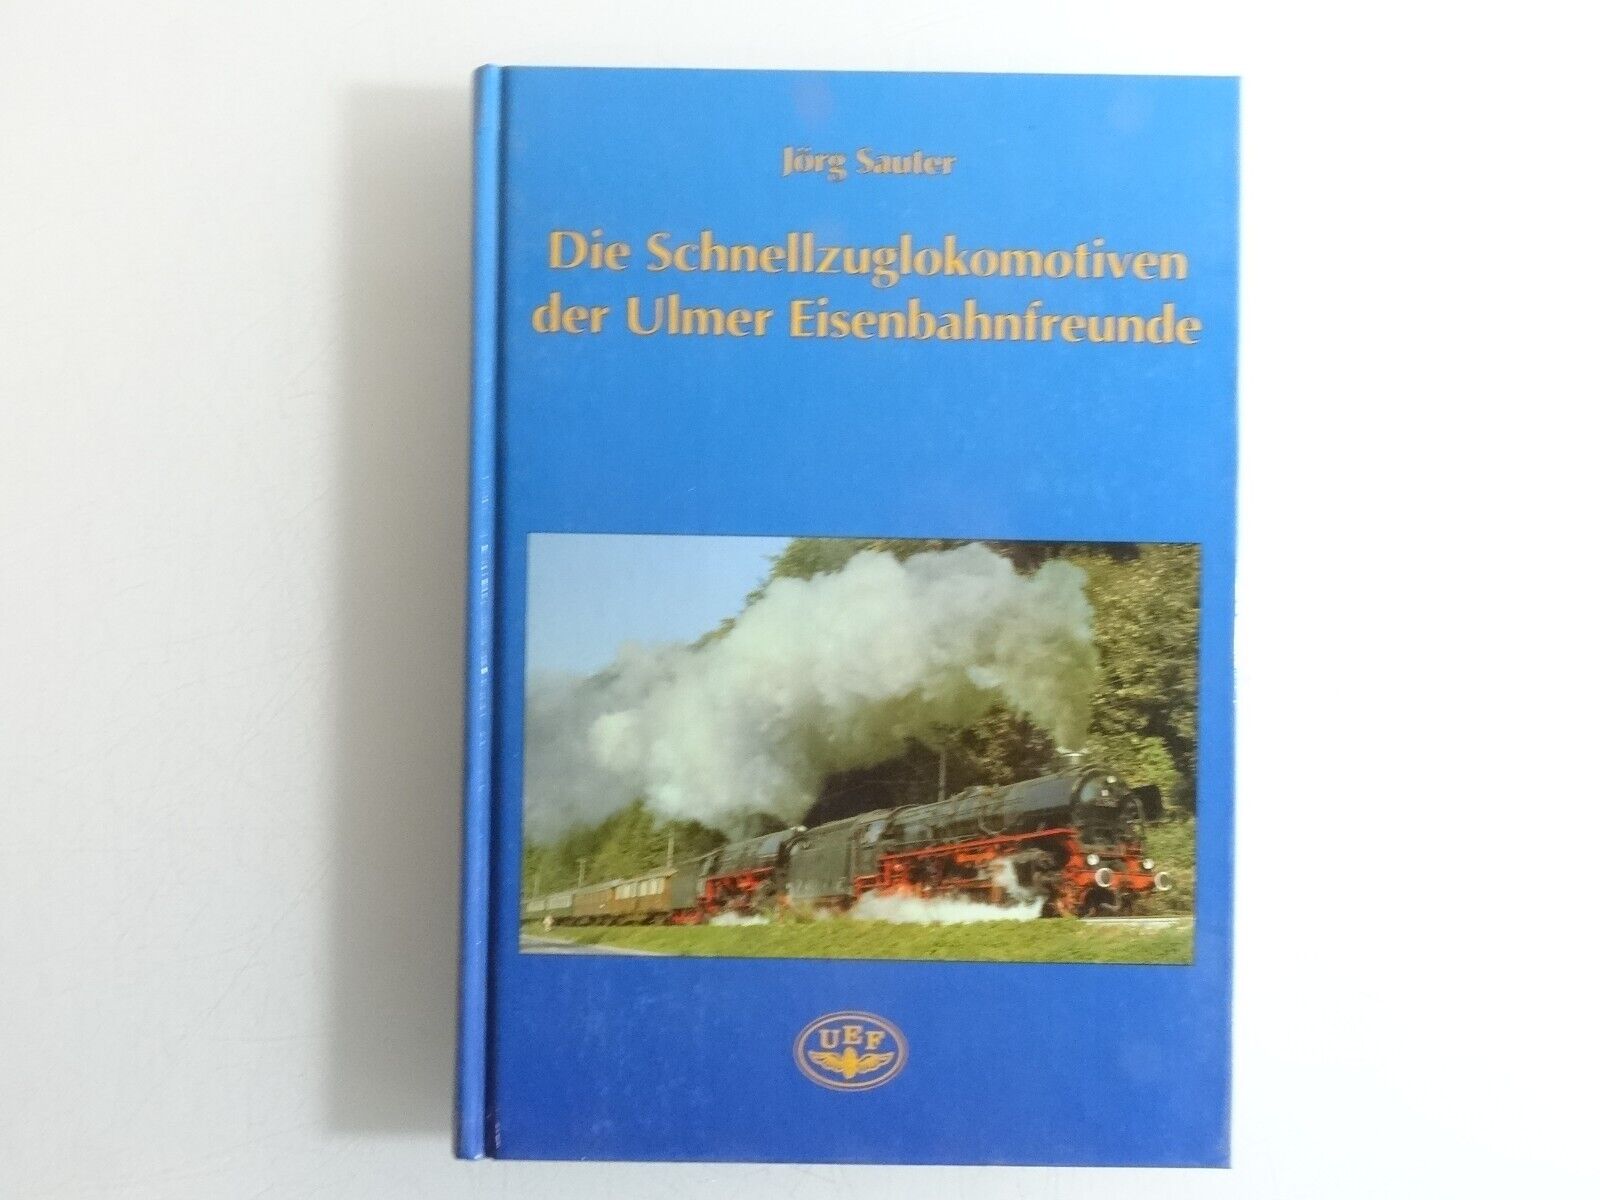 Jörg Sauter
Die Schnellzuglokomotiven
der Ulmer Eisenbahnfreunde
UEF